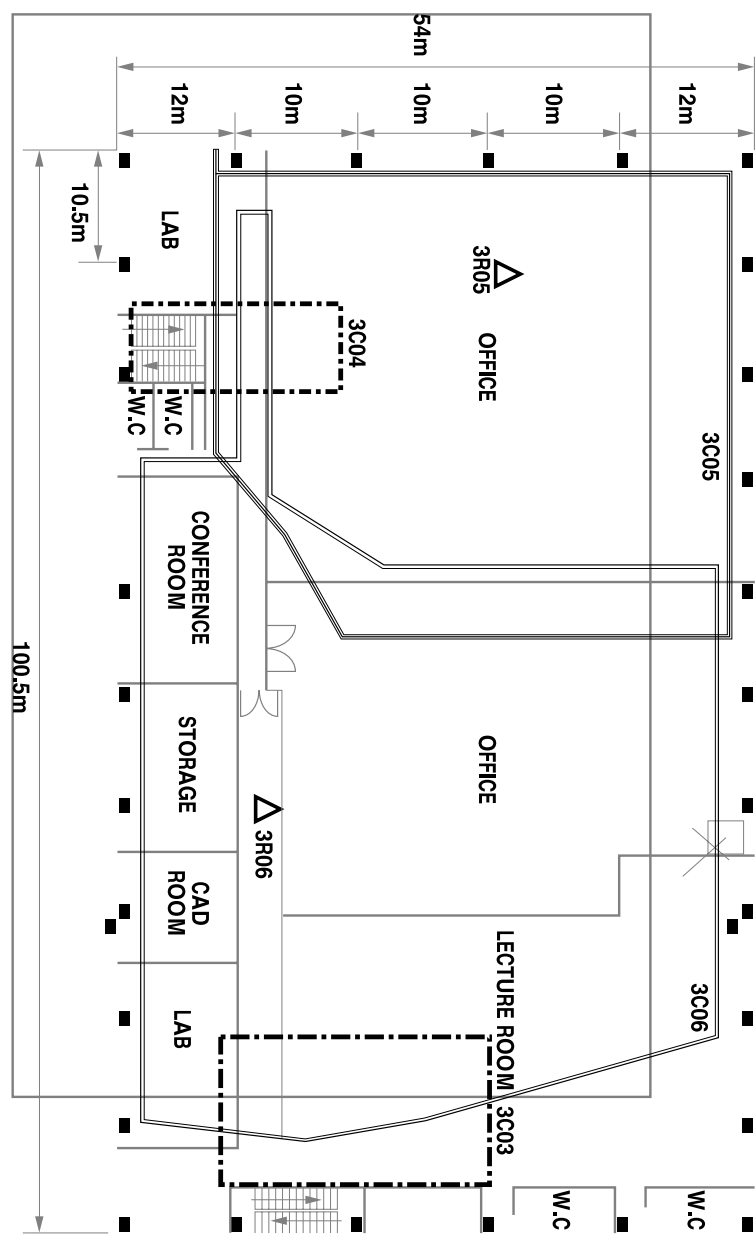 54m
12m
10m
10m
10m
12m
10.5m
100.5m
LAB
3R05
3C04
OFFICE
3C05
W.C
W.C
CONFERENCE
ROOM
STORAGE
OFFICE
3R06
CAD
ROOM
LECTURE ROOM
3C06
LAB
3C03
W.C
W.C